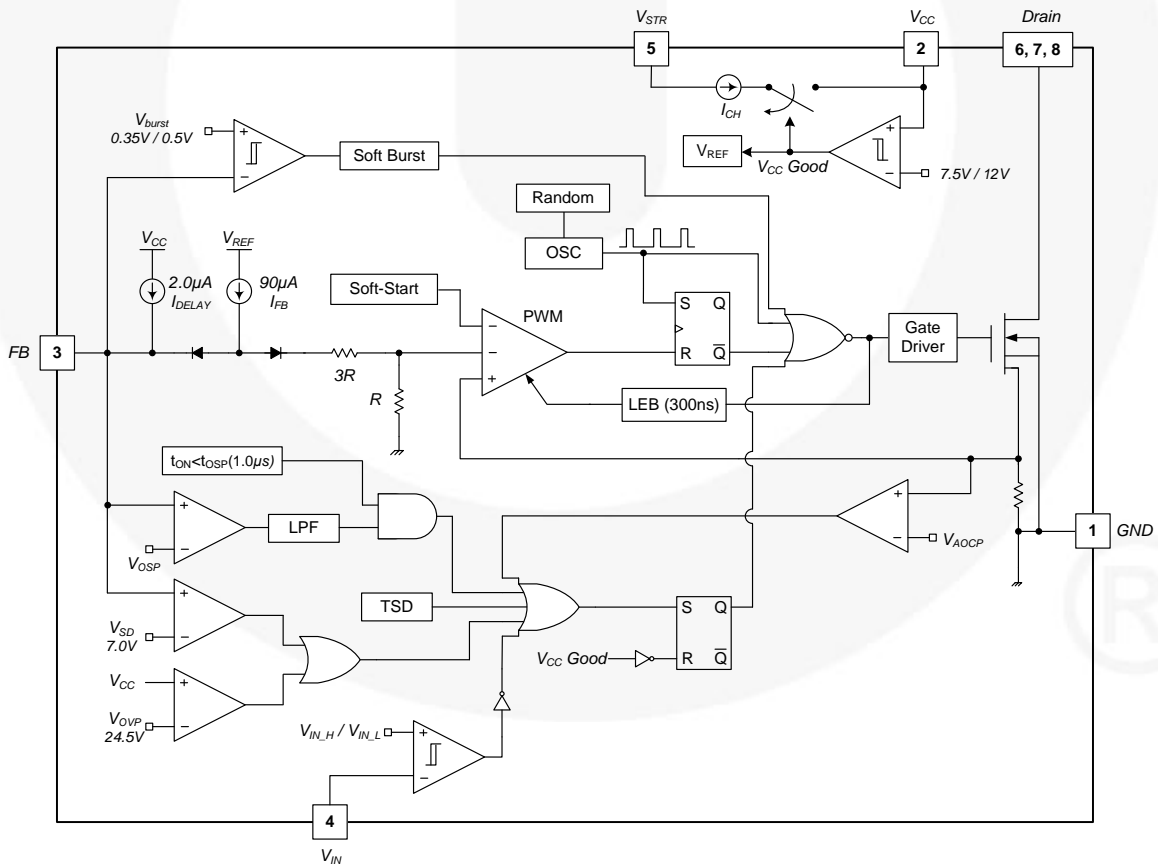 VSTR
VCC
Drain
5
2
6, 7, 8
ICH
Vburst
0.35V / 0.5V
+
−
Soft Burst
VREF
VCC Good
+
−
7.5V / 12V
Random
OSC
VCC
VREF
2.0µA
IDELAY
90µA
IFB
Soft-Start
PWM
−
−
+
S Q
R Q
Gate
Driver
FB
3
3R
R
LEB (300ns)
tON<tOSP(1.0µs)
+
−
VOSP
LPF
+
−
VAOCP
1
GND
+
−
VSD
7.0V
TSD
S Q
R Q
VCC Good
VCC
+
−
VOVP
24.5V
VIN_H / VIN_L
+
−
4
VIN
R